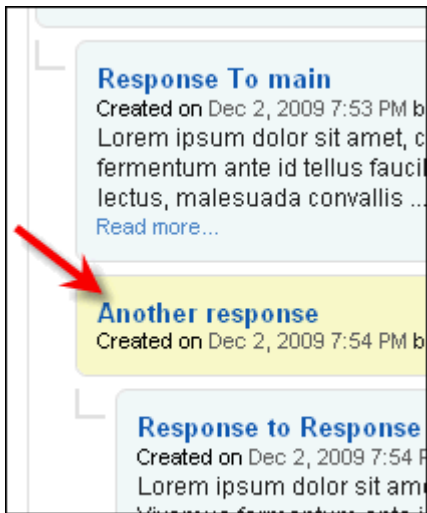 Response To main
Created on Dec 2, 2009 7:53 PM
Lorem ipsum dolor sit amet,
fermentum ante id tellus
lectus, malesuada convallis ...
Read more...
Another response
Created on Dec 2, 2009 7:54 PM
Response to Response
Created on Dec 2, 2009 7:54
Lorem ipsum dolor sit